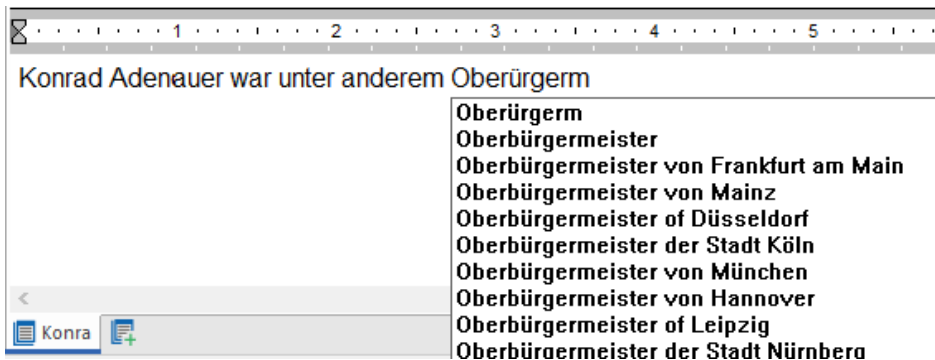 1 2 3 4 5
Konrad Adenauer war unter anderem Oberürgerm
Oberürgerm
Oberbürgermeister
Oberbürgermeister von Frankfurt am Main
Oberbürgermeister von Mainz
Oberbürgermeister of Düsseldorf
Oberbürgermeister der Stadt Köln
Oberbürgermeister von München
Oberbürgermeister von Hannover
Oberbürgermeister of Leipzig
Oberbürgermeister der Stadt Nürnberg
Konra